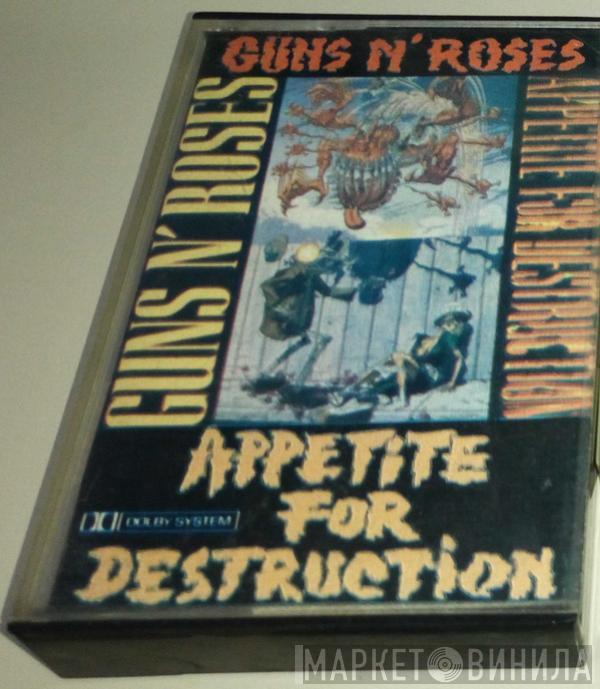 GUNS N' ROSES
GUNS N' ROSES
APPETITE FOR DESTRUCTION
APPETITE
FOR
DESTRUCTION
DOLBY SYSTEM
МАРКЕТ ВИНИЛА